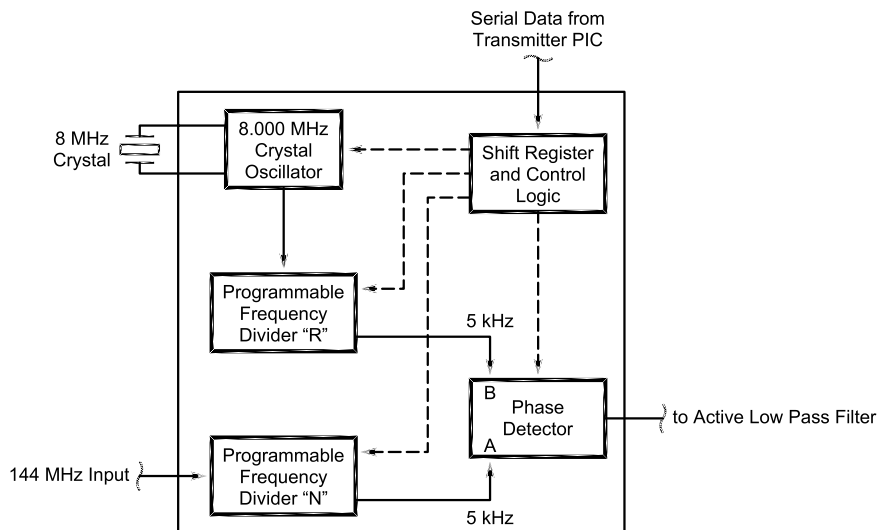 Serial Data from
Transmitter PIC
8 MHz
Crystal
8.000 MHz
Crystal
Oscillator
Shift Register
and Control
Logic
Programmable
Frequency
Divider “R”
5 kHz
B
Phase
Detector
A
to Active Low Pass Filter
144 MHz Input
Programmable
Frequency
Divider “N”
5 kHz